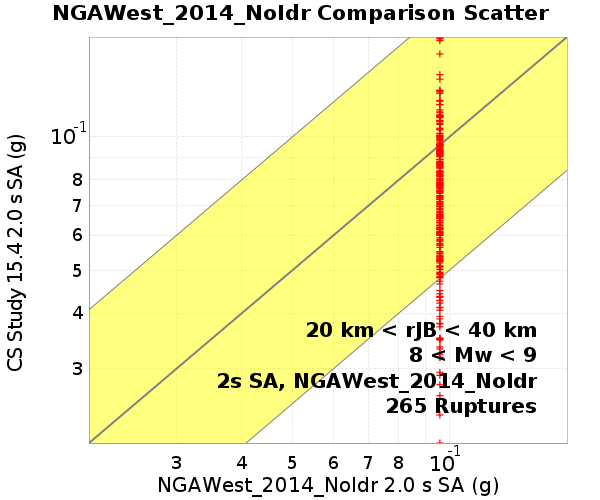 NGAWest_2014_NoIdr Comparison Scatter
CS Study 15.4 2.0 s SA (g)
10-1
8
7
6
5
4
3
20 km < rJB < 40 km
8 < Mw < 9
2s SA, NGAWest_2014_NoIdr
265 Ruptures
3 4 5 6 7 8 10-1
NGAWest_2014_NoIdr 2.0 s SA (g)